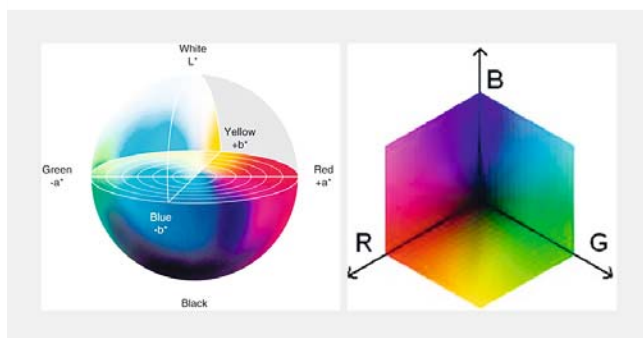 White
L*
Yellow
+b*
Green
-a*
Red
+a*
Blue
-b*
Black
B
R
G